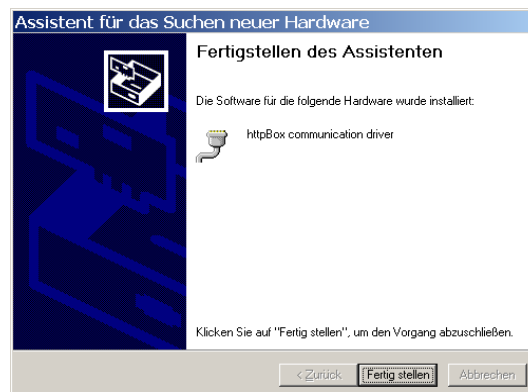 Assistent für das Suchen neuer Hardware
Fertigstellen des Assistenten
Die Software für die folgende Hardware wurde installiert:
httpBox communication driver
Klicken Sie auf "Fertig stellen", um den Vorgang abzuschließen.
< Zurück Fertig stellen Abbrechen